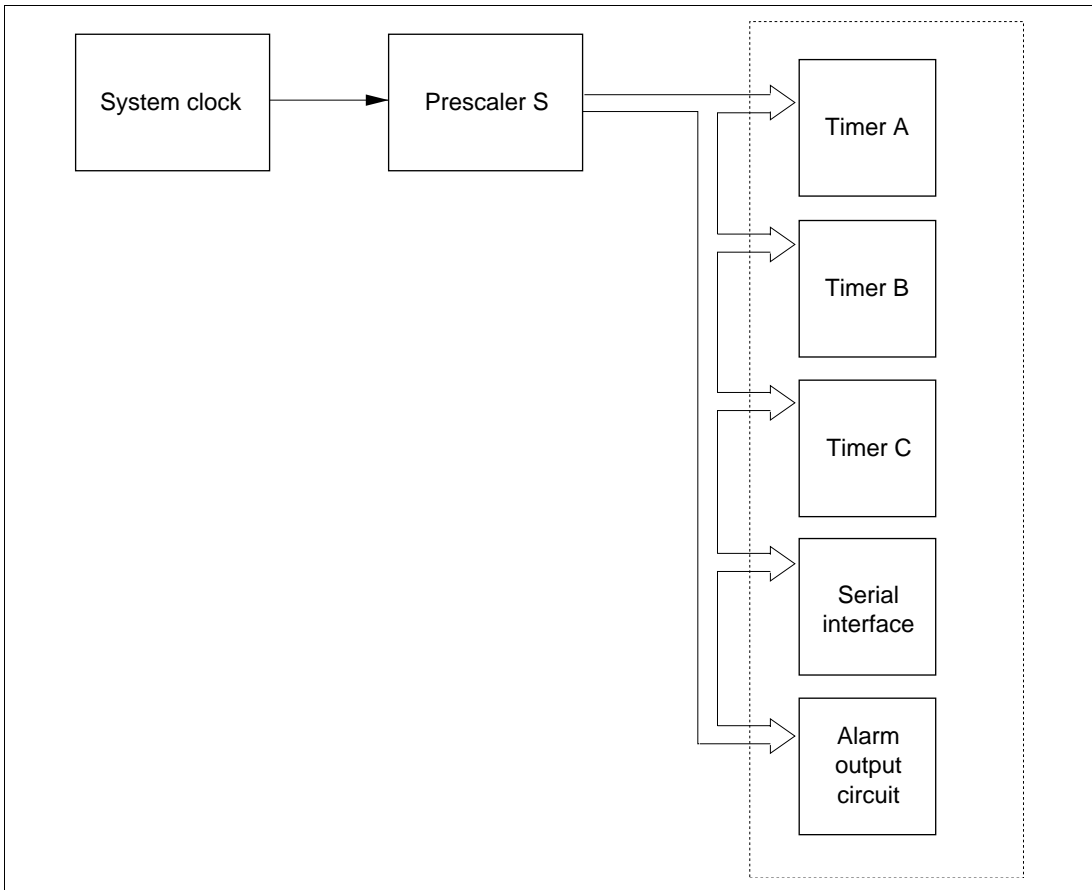 System clock
Prescaler S
Timer A
Timer B
Timer C
Serial
interface
Alarm
output
circuit